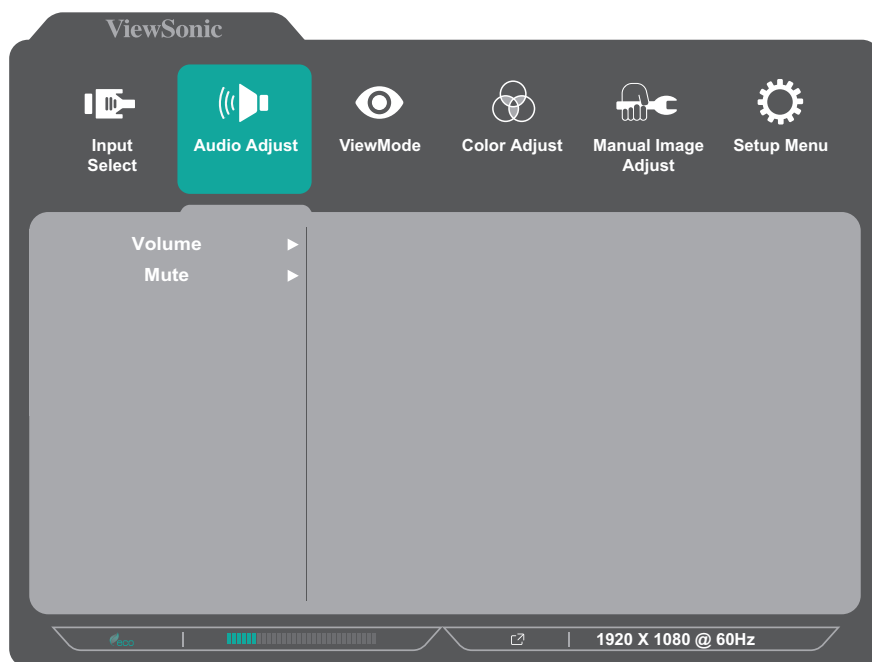 ViewSonic
Input
Select
Audio Adjust
ViewMode
Color Adjust
Manual Image
Adjust
Setup Menu
Volume
Mute
eco
1920 X 1080 @ 60Hz